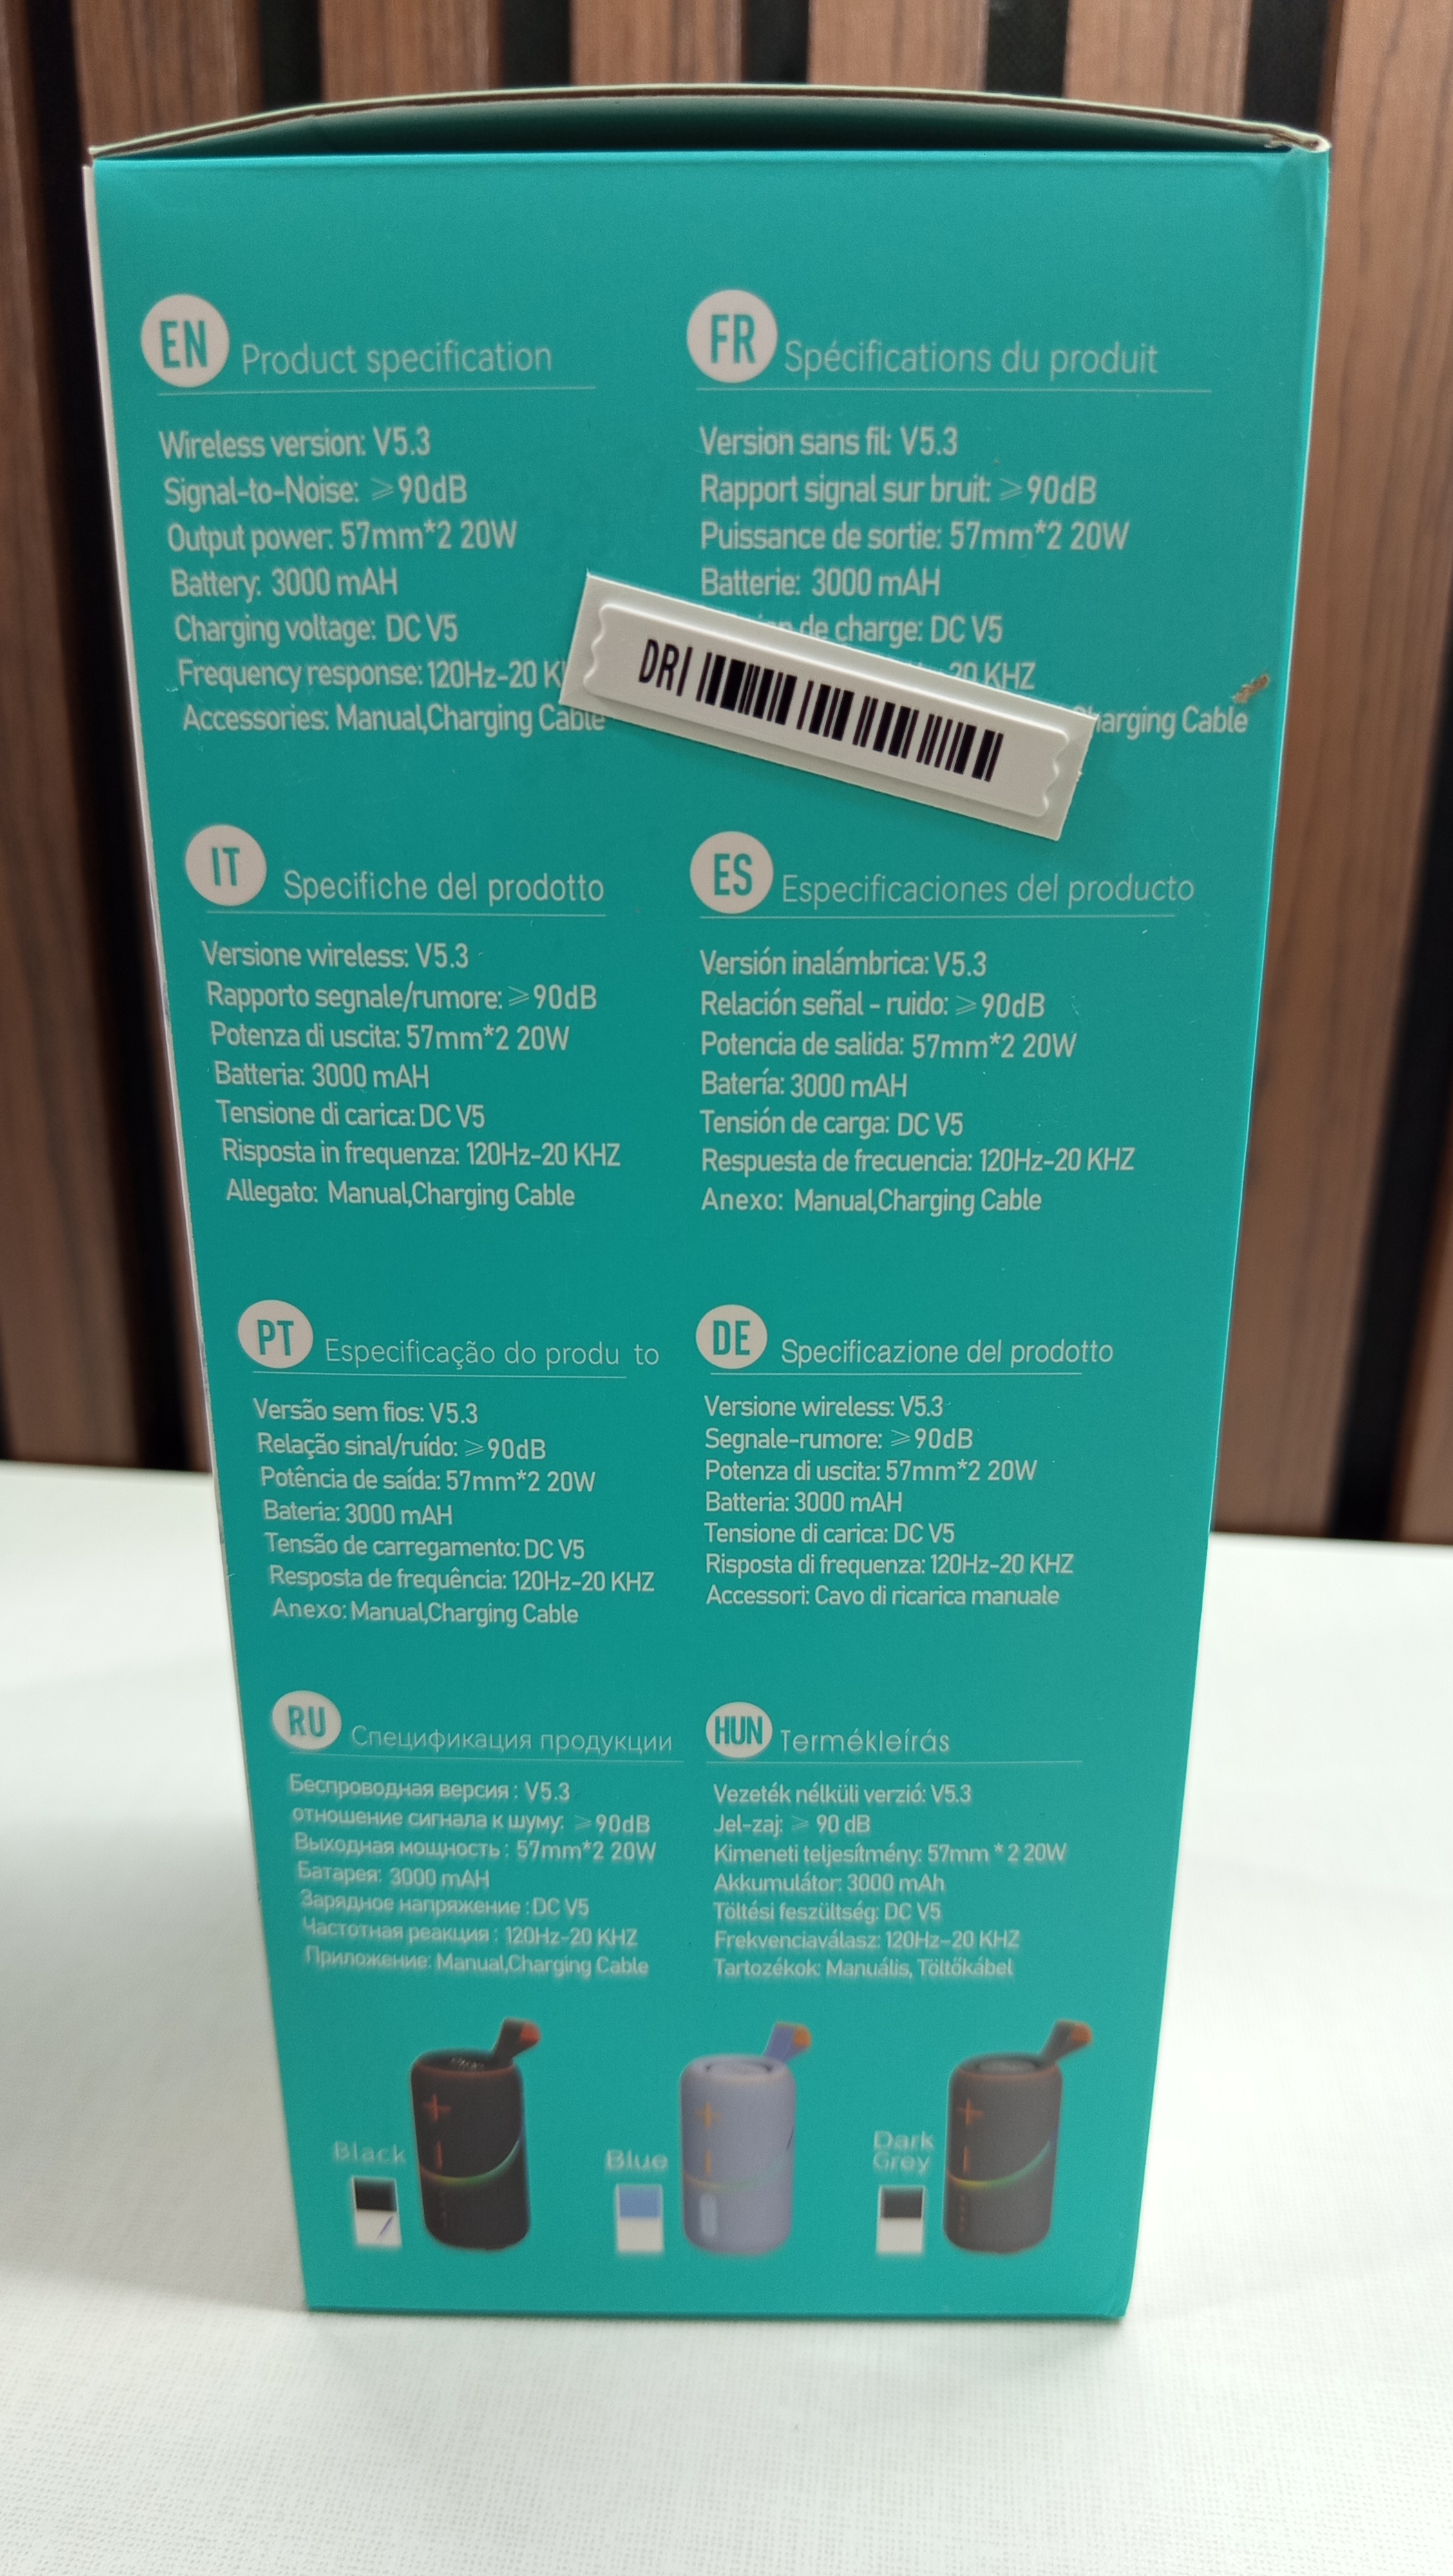 EN Product specification
Wireless version: V5.3
Signal-to-Noise: ⩾90dB
Output power: 57mm*2 20W
Battery: 3000 mAH
Charging voltage: DC V5
Frequency response: 120Hz-20 K
Accessories: Manual,Charging Cable
FR Spécifications du produit
Version sans fil: V5.3
Rapport signal sur bruit: ⩾90dB
Puissance de sortie: 57mm*2 20W
Batterie: 3000 mAH
de charge: DC V5
20 KHZ
Charging Cable
DRI
IT Specifiche del prodotto
Versione wireless: V5.3
Rapporto segnale/rumore: ⩾90dB
Potenza di uscita: 57mm*2 20W
Batteria: 3000 mAH
Tensione di carica: DC V5
Risposta in frequenza: 120Hz-20 KHZ
Allegato: Manual,Charging Cable
ES Especificaciones del producto
Versión inalámbrica: V5.3
Relación señal - ruido: ⩾90dB
Potencia de salida: 57mm*2 20W
Batería: 3000 mAH
Tensión de carga: DC V5
Respuesta de frecuencia: 120Hz-20 KHZ
Anexo: Manual,Charging Cable
PT Especificação do produ to
Versão sem fios: V5.3
Relação sinal/ruído: ⩾90dB
Potência de saída: 57mm*2 20W
Bateria: 3000 mAH
Tensão de carregamento: DC V5
Resposta de frequência: 120Hz-20 KHZ
Anexo: Manual,Charging Cable
DE Specificazione del prodotto
Versione wireless: V5.3
Segnale-rumore: ⩾90dB
Potenza di uscita: 57mm*2 20W
Batteria: 3000 mAH
Tensione di carica: DC V5
Risposta di frequenza: 120Hz-20 KHZ
Accessori: Cavo di ricarica manuale
RU Спецификация продукции
Беспроводная версия : V5.3
отношение сигнала к шуму: ⩾90dB
Выходная мощность : 57mm*2 20W
Батарея: 3000 mAH
Зарядное напряжение :DC V5
Частотная реакция : 120Hz-20 KHZ
Приложение: Manual,Charging Cable
HUN Termékleírás
Vezeték nélküli verzió: V5.3
Jel-zaj: ⩾ 90 dB
Kimeneti teljesítmény: 57mm * 2 20W
Akkumulátor: 3000 mAh
Töltési feszültség: DC V5
Frekvenciaválasz: 120Hz-20 KHZ
Tartozékok: Manuális, Töltőkábel
Black
Blue
Dark
Grey